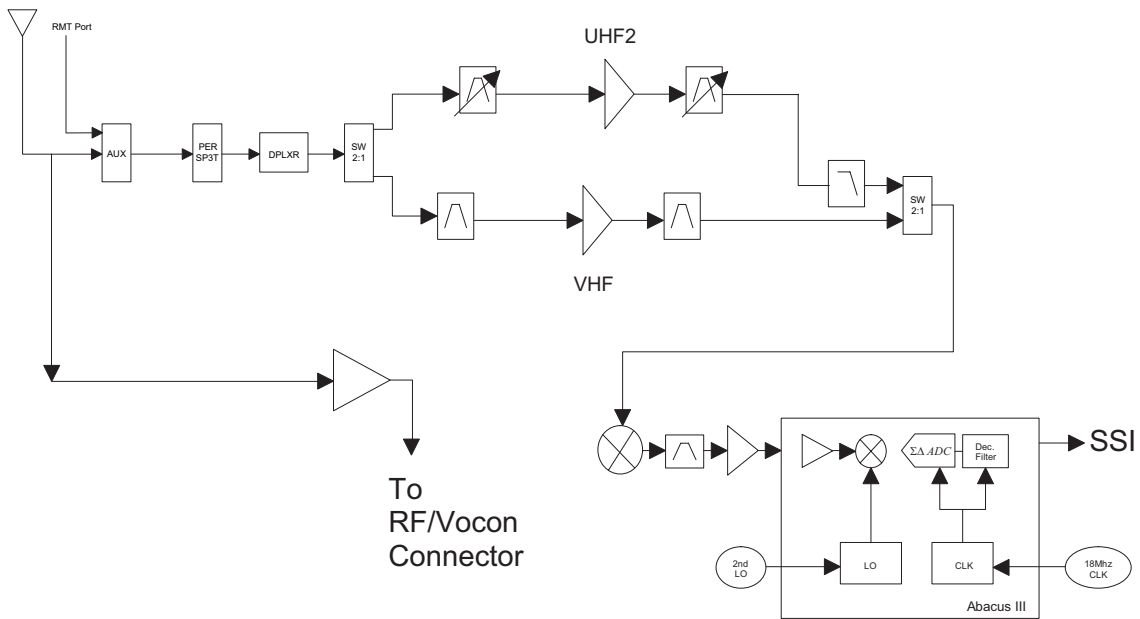 RMT Port
UHF2
AUX
PER
SP3T
DPLXR
SW
2:1
SW
2:1
VHF
To
RF/Vocon
Connector
ΣΔ ADC
Dec.
Filter
SSI
2nd
LO
LO
CLK
18Mhz
CLK
Abacus III